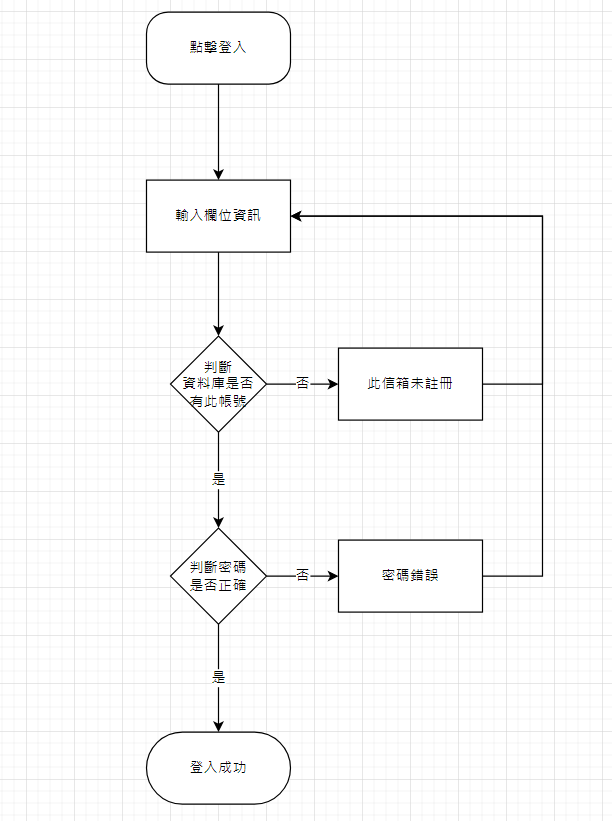 點擊登入
輸入欄位資訊
判斷
資料庫是否
有此帳號
否
此信箱未註冊
是
判斷密碼
是否正確
否
密碼錯誤
是
登入成功